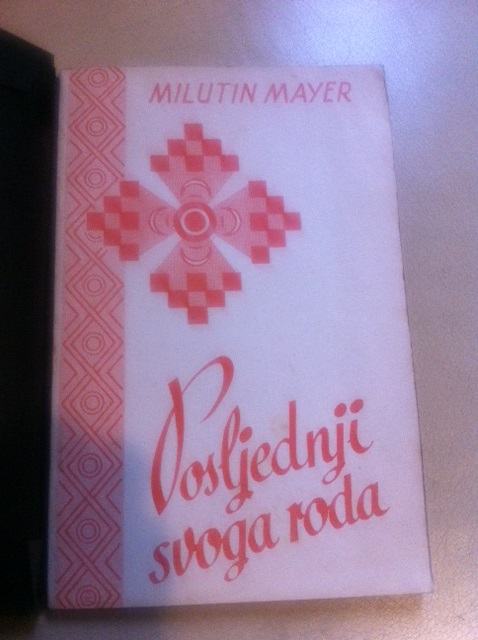 MILUTIN MAYER
Posljednji
svoga roda